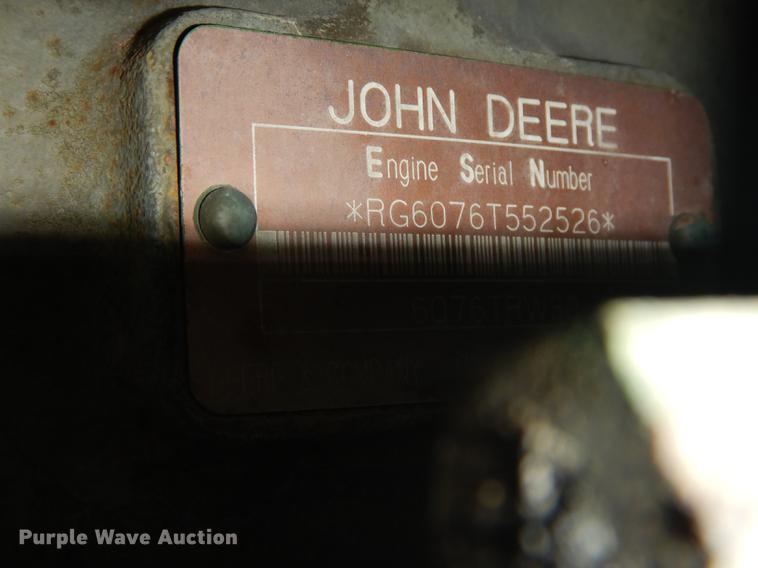 JOHN DEERE
Engine Serial Number
*RG6076T552526*
Purple Wave Auction